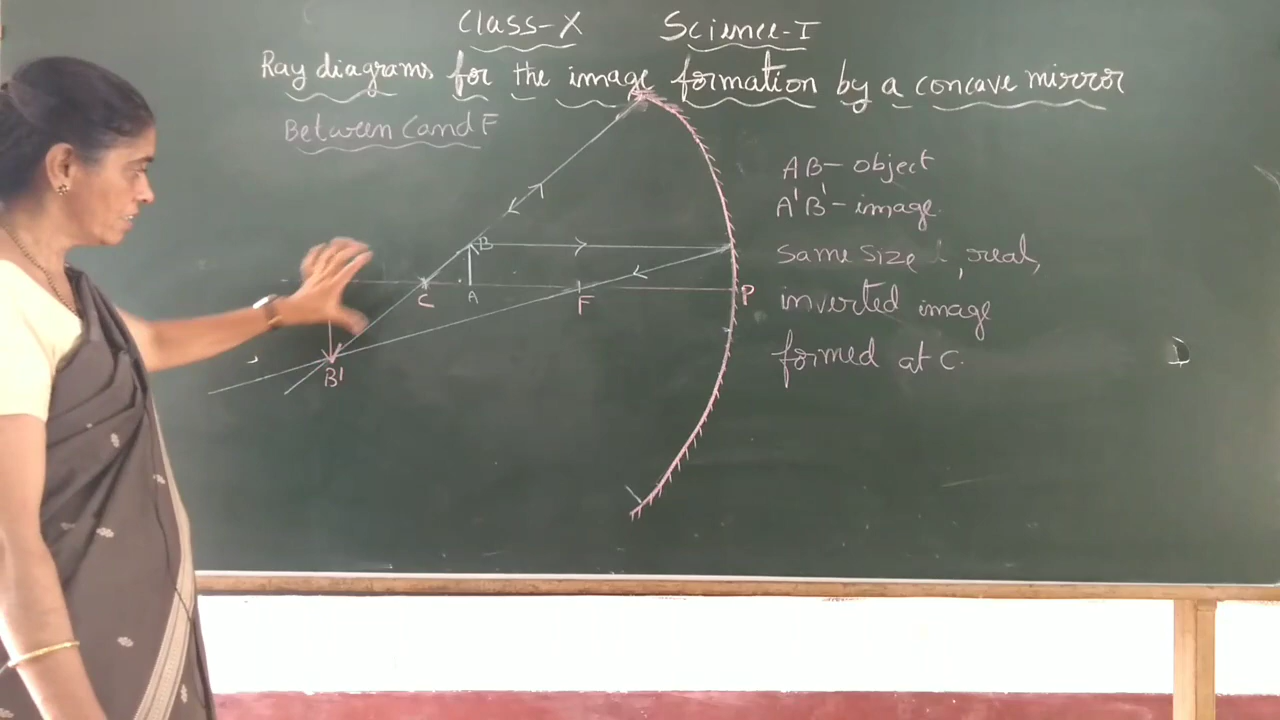 Class-X Science-I
Ray diagrams for the image formation by a concave mirror
Between C and F
AB- object
A'B'- image
Same size, real,
inverted image
formed at C.
B
C A F P
B'